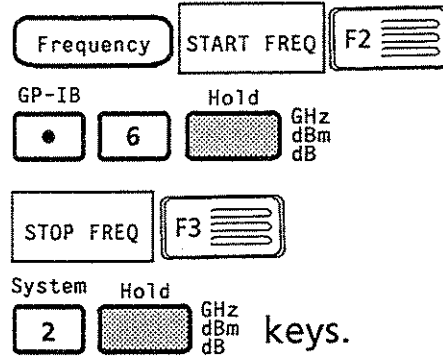 Frequency START FREQ F2
GP-IB Hold
• 6 GHz
dBm
dB
STOP FREQ F3
System Hold
2 GHz
dBm
dB keys.